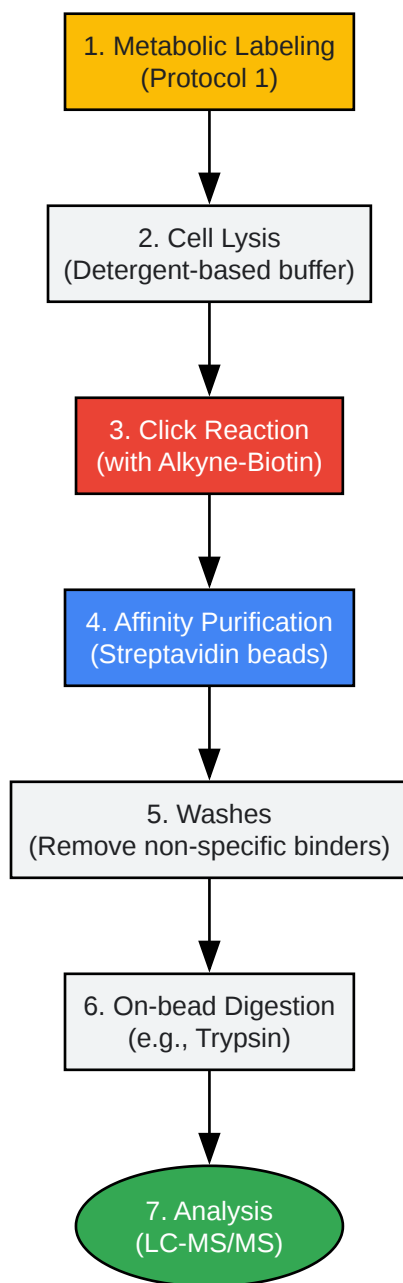 1. Metabolic Labeling
(Protocol 1)
2. Cell Lysis
(Detergent-based buffer)
3. Click Reaction
(with Alkyne-Biotin)
4. Affinity Purification
(Streptavidin beads)
5. Washes
(Remove non-specific binders)
6. On-bead Digestion
(e.g., Trypsin)
7. Analysis
(LC-MS/MS)